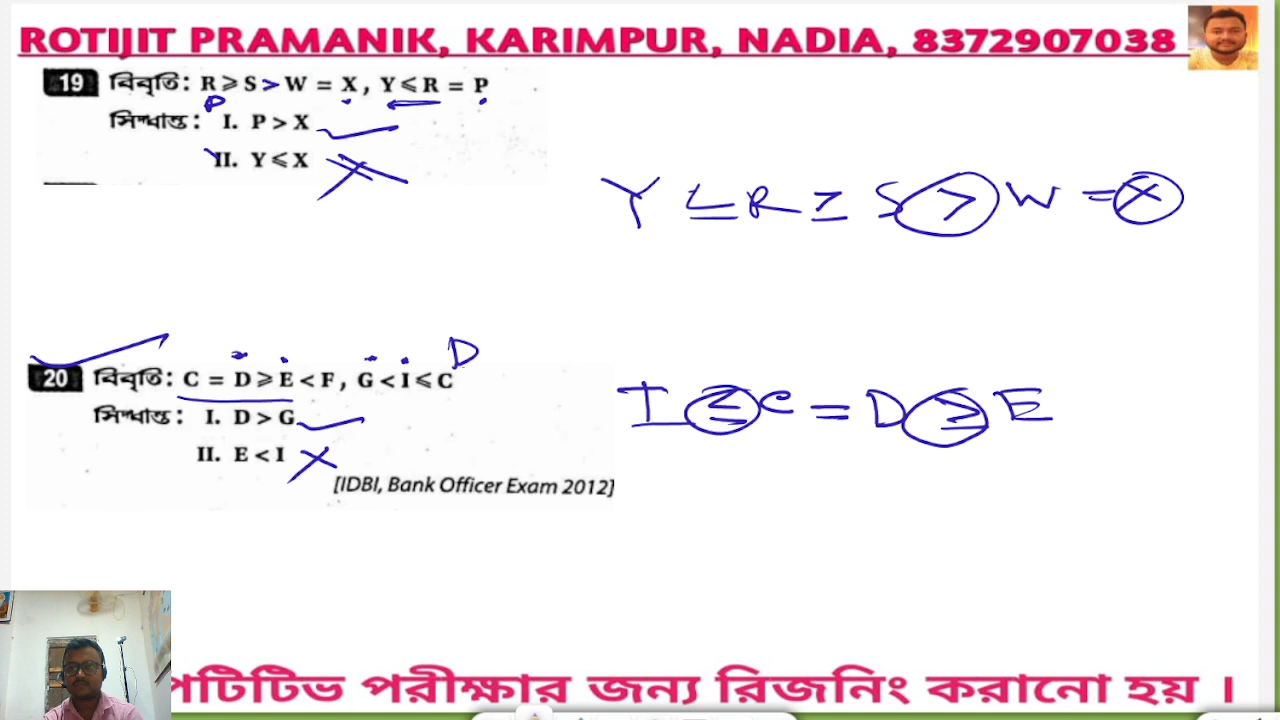 ROTIJIT PRAMANIK, KARIMPUR, NADIA, 8372907038
19 বিবৃতি: R ⩾ S > W = X, Y ⩽ R = P
P
সিদ্ধান্ত: I. P > X
Y II. Y ⩽ X
Y ≤ R ≥ S > W = X
D
20 বিবৃতি: C = D ⩾ E < F, G < I ⩽ C
সিদ্ধান্ত: I. D > G
I ≤ C = D ≥ E
II. E < I
[IDBI, Bank Officer Exam 2012]
পটিটিভ পরীক্ষার জন্য রিজনিং করানো হয় ।